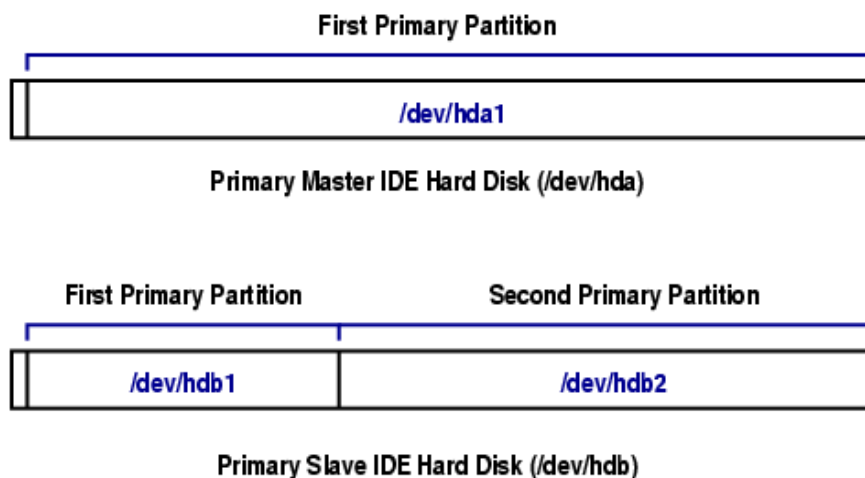 First Primary Partition
/dev/hda1
Primary Master IDE Hard Disk (/dev/hda)
First Primary Partition Second Primary Partition
/dev/hdb1 /dev/hdb2
Primary Slave IDE Hard Disk (/dev/hdb)